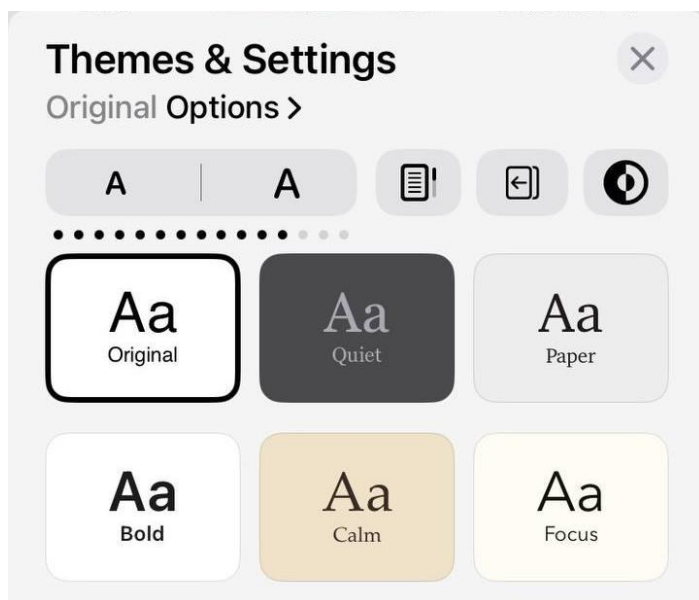 Themes & Settings
Original Options >
A A
Aa Aa Aa
Original Quiet Paper
Aa Aa Aa
Bold Calm Focus